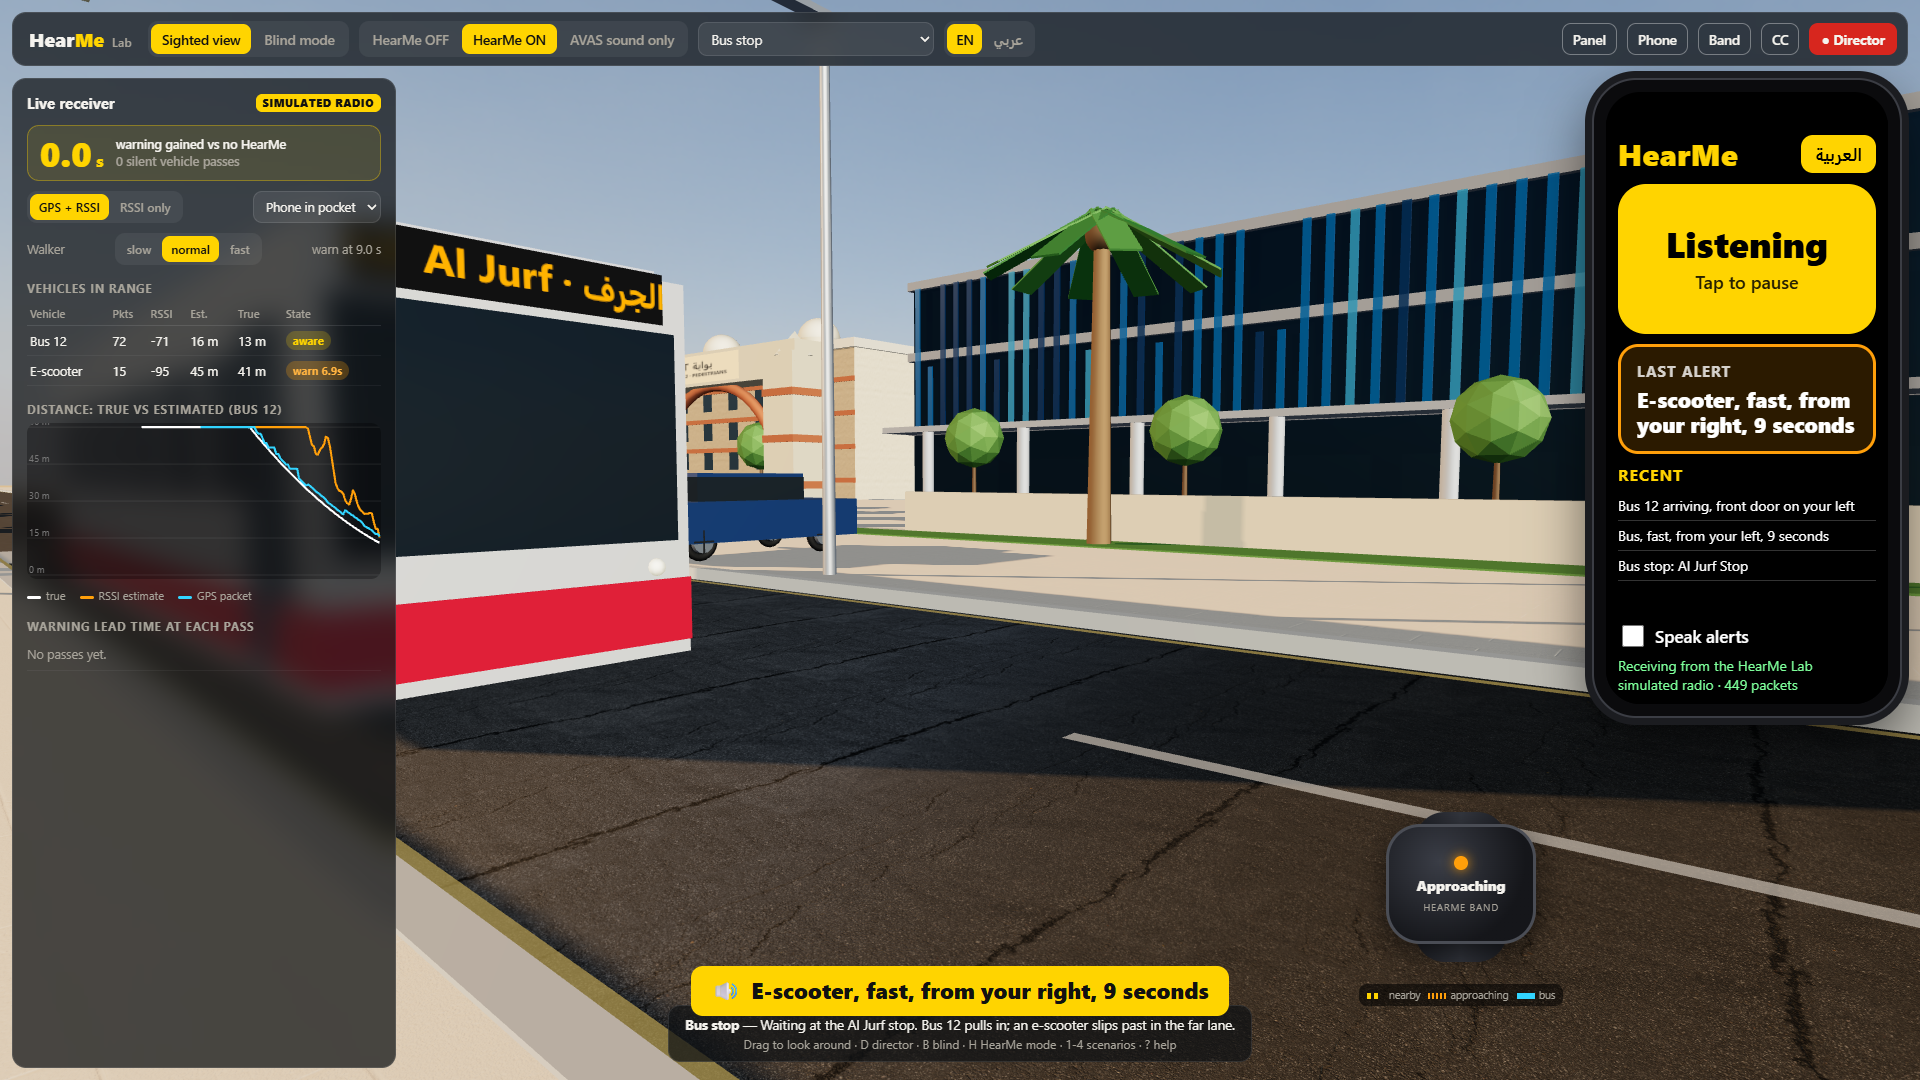 HearMe Lab
Sighted view Blind mode
HearMe OFF HearMe ON AVAS sound only
Bus stop
EN عربي
Panel Phone Band CC ● Director
Live receiver SIMULATED RADIO
0.0 s
warning gained vs no HearMe
0 silent vehicle passes
GPS + RSSI RSSI only Phone in pocket
Walker slow normal fast warn at 9.0 s
VEHICLES IN RANGE
Vehicle Pkts RSSI Est. True State
Bus 12 72 -71 16 m 13 m aware
E-scooter 15 -95 45 m 41 m warn 6.9s
DISTANCE: TRUE VS ESTIMATED (BUS 12)
45 m
30 m
15 m
0 m
true RSSI estimate GPS packet
WARNING LEAD TIME AT EACH PASS
No passes yet.
Al Jurf · الجرف
بوابة
HearMe العربية
Listening
Tap to pause
LAST ALERT
E-scooter, fast, from
your right, 9 seconds
RECENT
Bus 12 arriving, front door on your left
Bus, fast, from your left, 9 seconds
Bus stop: Al Jurf Stop
Speak alerts
Receiving from the HearMe Lab
simulated radio · 449 packets
Approaching
HEARME BAND
nearby approaching bus
E-scooter, fast, from your right, 9 seconds
Bus stop — Waiting at the Al Jurf stop. Bus 12 pulls in; an e-scooter slips past in the far lane.
Drag to look around · D director · B blind · H HearMe mode · 1-4 scenarios · ? help